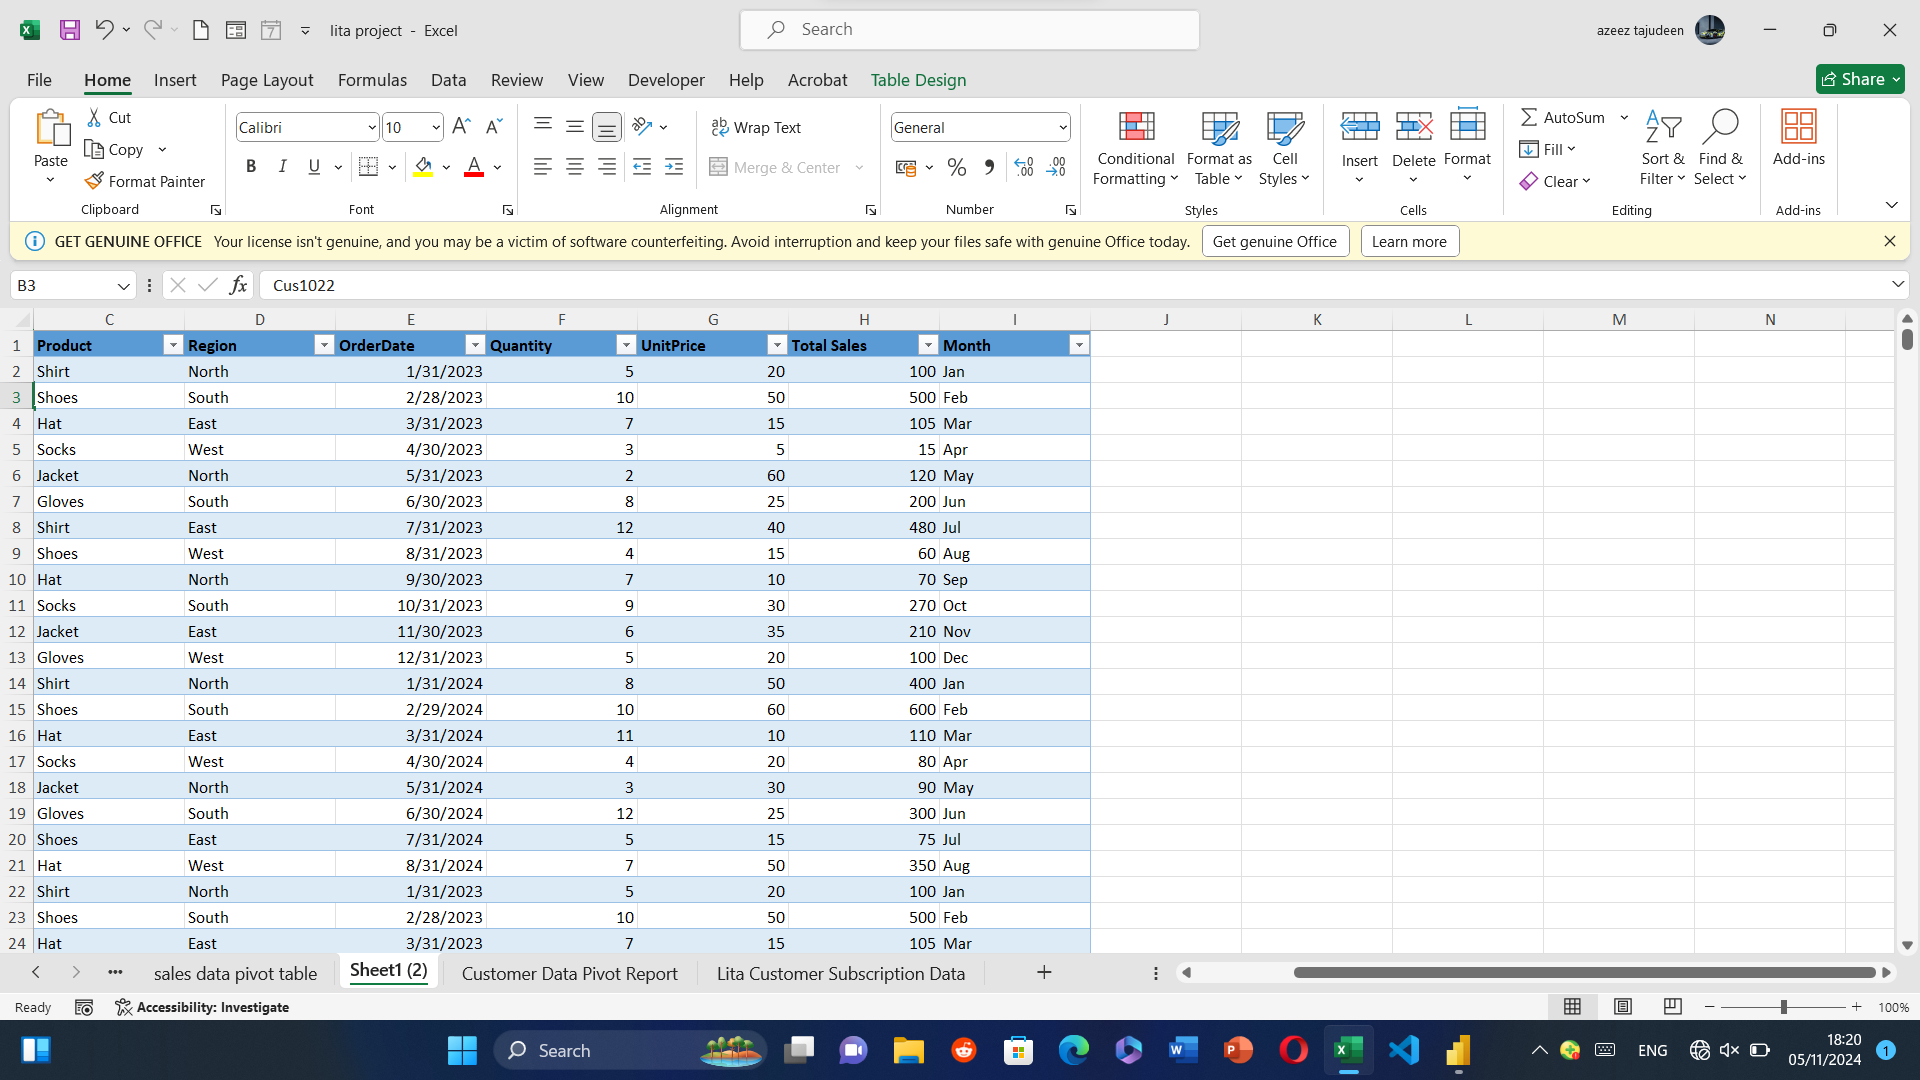 lita project - Excel
Search
azeez tajudeen
File Home Insert Page Layout Formulas Data Review View Developer Help Acrobat Table Design
Share
Paste
Cut
Copy
Format Painter
Clipboard
Calibri 10
B I U
Font
Wrap Text
Merge & Center
Alignment
General
Number
Conditional Formatting
Format as Table
Cell Styles
Styles
Insert Delete Format
Cells
AutoSum
Fill
Clear
Sort & Filter
Find & Select
Editing
Add-ins
Add-ins
GET GENUINE OFFICE Your license isn't genuine, and you may be a victim of software counterfeiting. Avoid interruption and keep your files safe with genuine Office today. Get genuine Office Learn more
B3 fx Cus1022
C D E F G H I J K L M N
1 Product Region OrderDate Quantity UnitPrice Total Sales Month
2 Shirt North 1/31/2023 5 20 100 Jan
3 Shoes South 2/28/2023 10 50 500 Feb
4 Hat East 3/31/2023 7 15 105 Mar
5 Socks West 4/30/2023 3 5 15 Apr
6 Jacket North 5/31/2023 2 60 120 May
7 Gloves South 6/30/2023 8 25 200 Jun
8 Shirt East 7/31/2023 12 40 480 Jul
9 Shoes West 8/31/2023 4 15 60 Aug
10 Hat North 9/30/2023 7 10 70 Sep
11 Socks South 10/31/2023 9 30 270 Oct
12 Jacket East 11/30/2023 6 35 210 Nov
13 Gloves West 12/31/2023 5 20 100 Dec
14 Shirt North 1/31/2024 8 50 400 Jan
15 Shoes South 2/29/2024 10 60 600 Feb
16 Hat East 3/31/2024 11 10 110 Mar
17 Socks West 4/30/2024 4 20 80 Apr
18 Jacket North 5/31/2024 3 30 90 May
19 Gloves South 6/30/2024 12 25 300 Jun
20 Shoes East 7/31/2024 5 15 75 Jul
21 Hat West 8/31/2024 7 50 350 Aug
22 Shirt North 1/31/2023 5 20 100 Jan
23 Shoes South 2/28/2023 10 50 500 Feb
24 Hat East 3/31/2023 7 15 105 Mar
sales data pivot table Sheet1 (2) Customer Data Pivot Report Lita Customer Subscription Data
Ready Accessibility: Investigate 100%
Search
ENG
18:20
05/11/2024
1